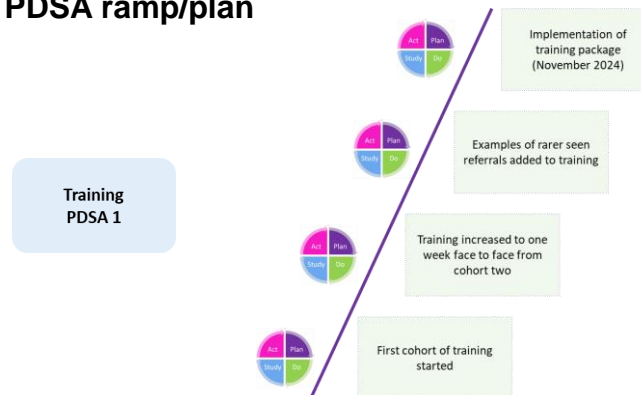 PDSA ramp/plan
Act Plan
Study Do
Implementation of
training package
(November 2024)
Act Plan
Study Do
Examples of rarer seen
referrals added to training
Training
PDSA 1
Act Plan
Study Do
Training increased to one
week face to face from
cohort two
Act Plan
Study Do
First cohort of training
started